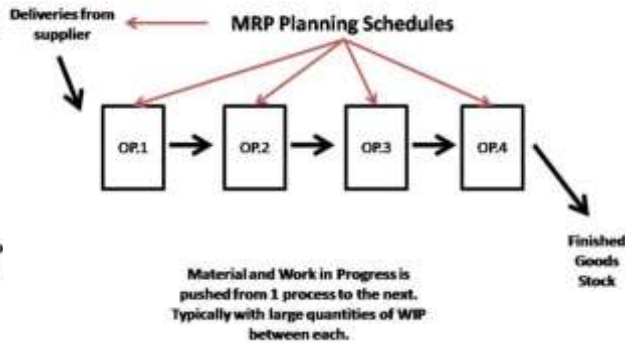 Deliveries from
supplier
MRP Planning Schedules
OP.1
OP.2
OP.3
OP.4
Finished
Goods
Stock
Material and Work in Progress is
pushed from 1 process to the next.
Typically with large quantities of WIP
between each.